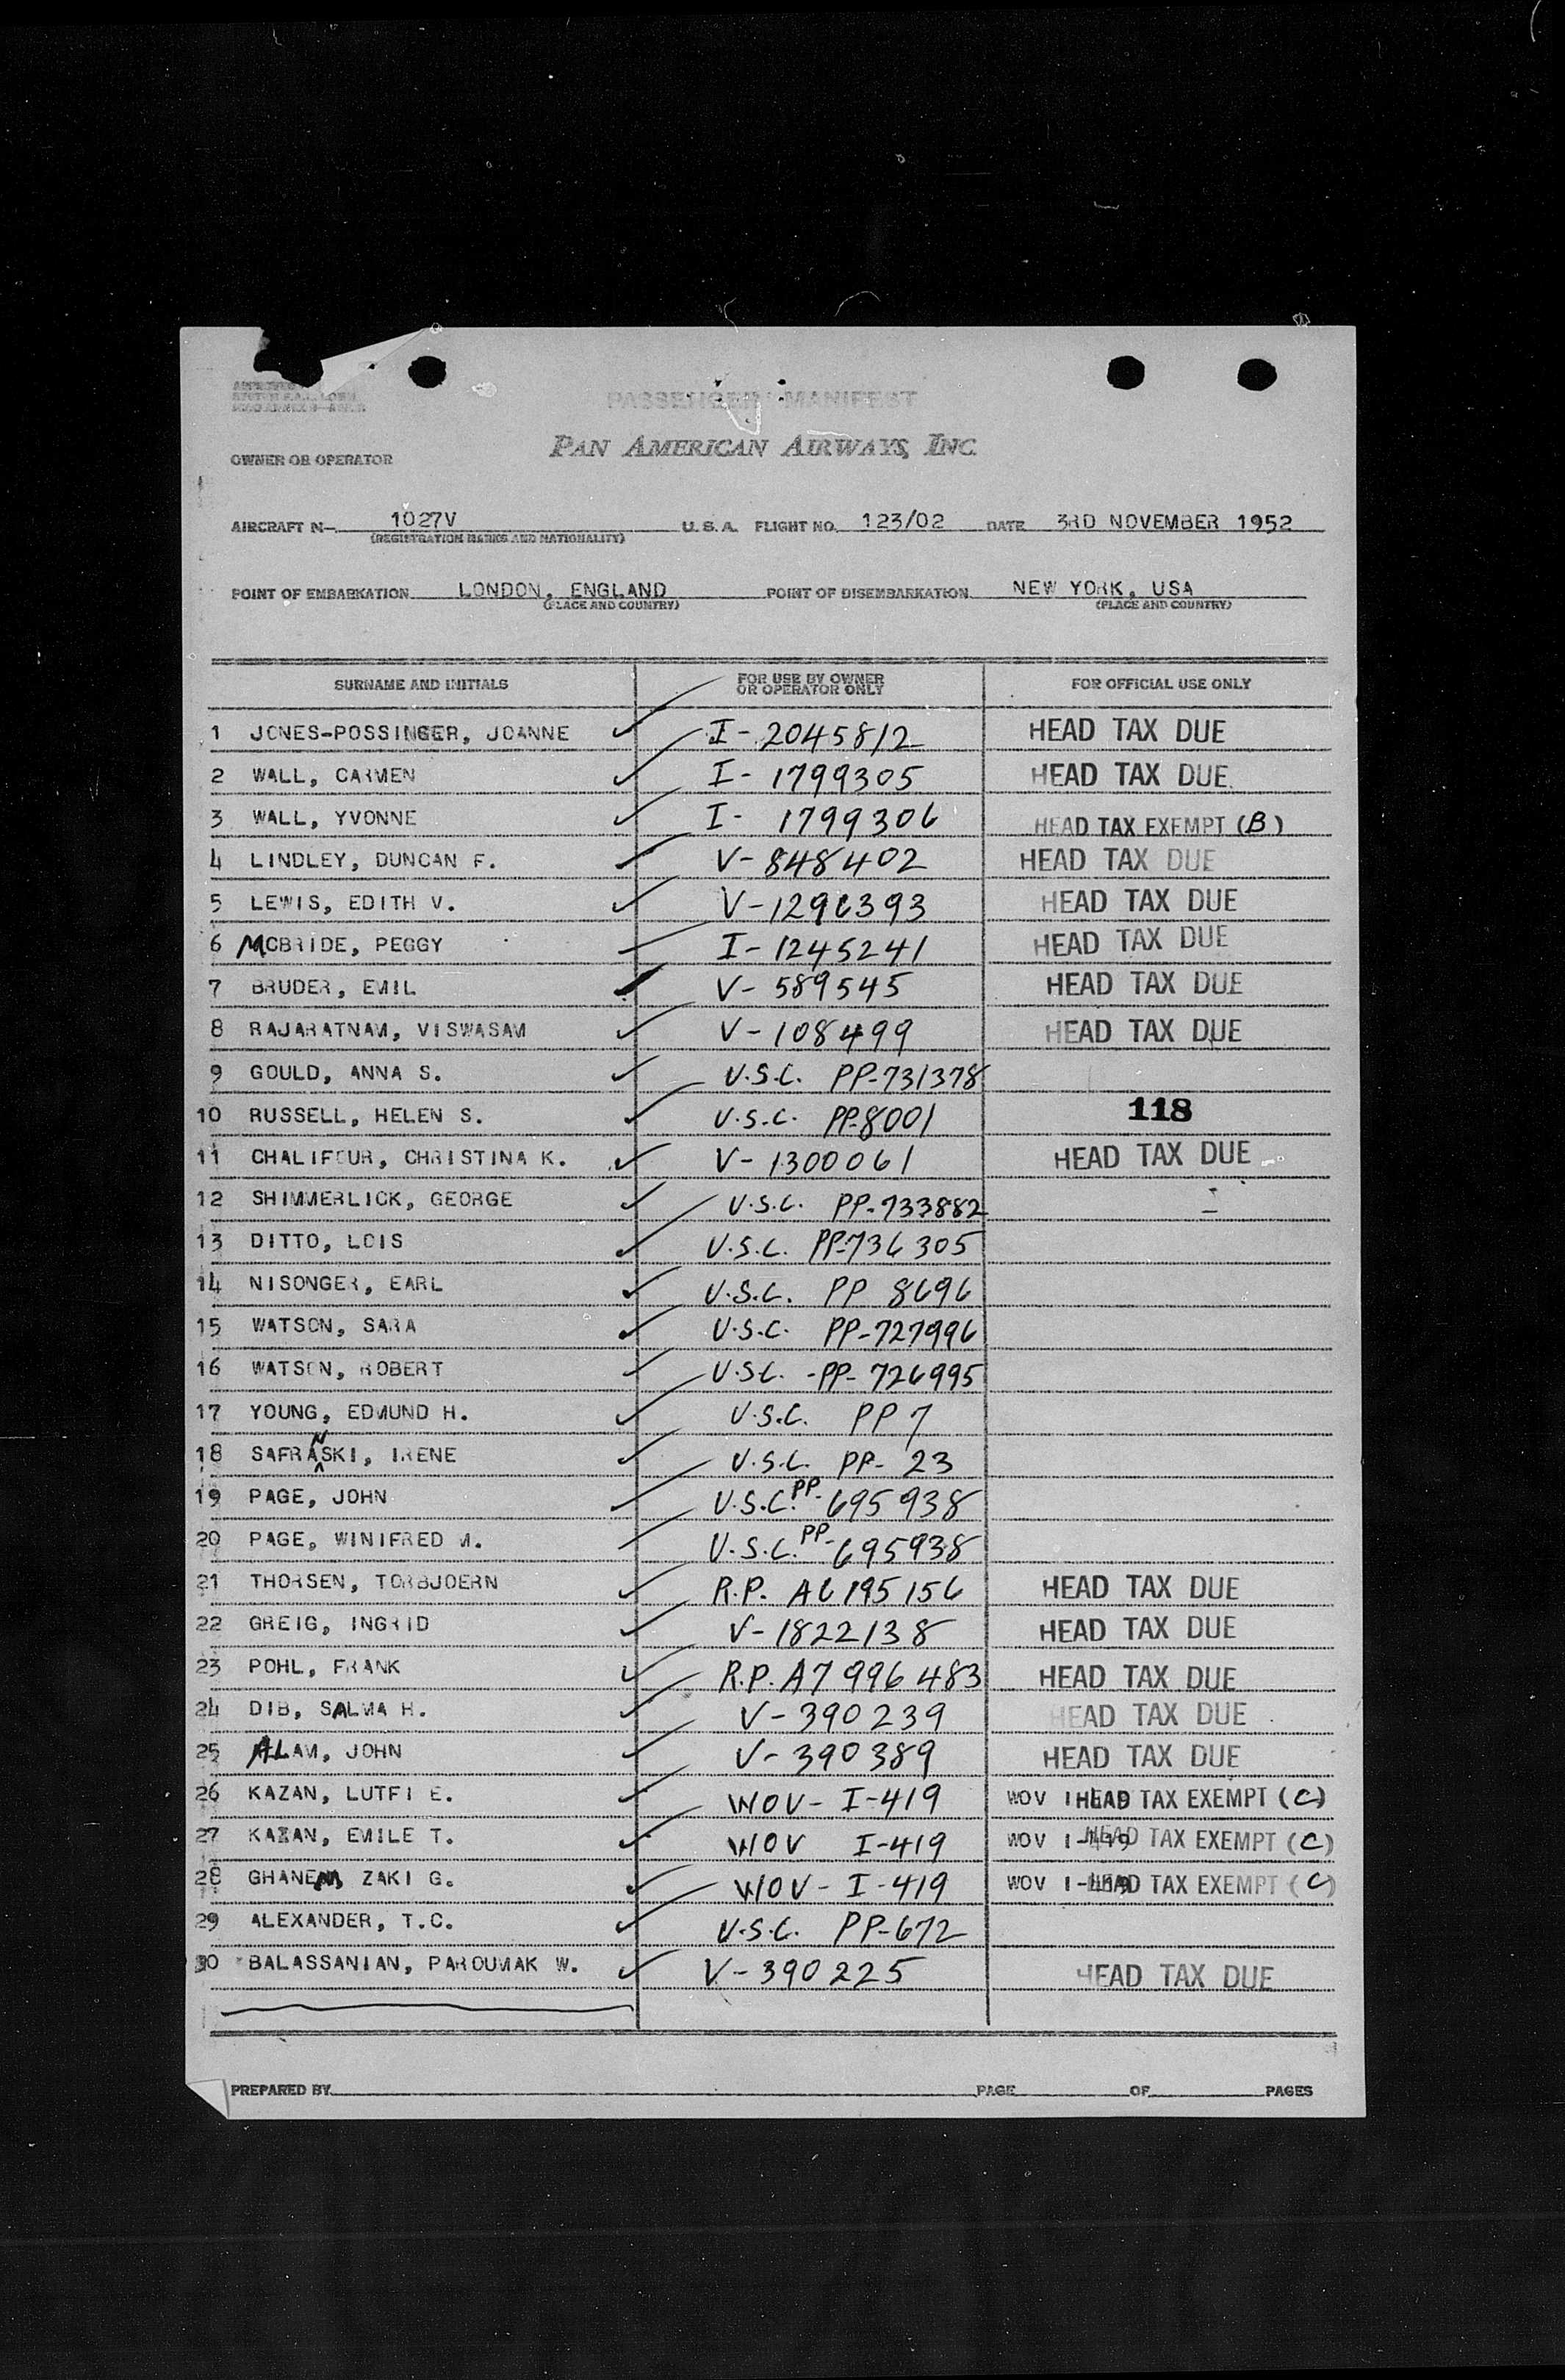 PASSENGER MANIFEST
PAN AMERICAN AIRWAYS, INC.
OWNER OR OPERATOR
AIRCRAFT N- 1027V U.S.A. FLIGHT NO. 123/02 DATE 3RD NOVEMBER 1952
(REGISTRATION MARKS AND NATIONALITY)
POINT OF EMBARKATION LONDON, ENGLAND POINT OF DISEMBARKATION NEW YORK, USA
(PLACE AND COUNTRY) (PLACE AND COUNTRY)
SURNAME AND INITIALS FOR USE BY OWNER OR OPERATOR ONLY FOR OFFICIAL USE ONLY
1 JONES-POSSINGER, JOANNE I-2045812 HEAD TAX DUE
2 WALL, CARMEN I-1799305 HEAD TAX DUE
3 WALL, YVONNE I-1799306 HEAD TAX EXEMPT (B)
4 LINDLEY, DUNCAN F. V-848402 HEAD TAX DUE
5 LEWIS, EDITH V. V-1296393 HEAD TAX DUE
6 MCBRIDE, PEGGY I-1245241 HEAD TAX DUE
7 BRUDER, EMIL V-589545 HEAD TAX DUE
8 RAJARATNAM, VISWASAM V-108499 HEAD TAX DUE
9 GOULD, ANNA S. U.S.C. PP-731378
10 RUSSELL, HELEN S. U.S.C. PP-8001 118
11 CHALIFOUR, CHRISTINA K. V-1300061 HEAD TAX DUE
12 SHIMMERLICK, GEORGE U.S.C. PP-733882
13 DITTO, LOIS U.S.C. PP-736305
14 NISONGER, EARL U.S.C. PP 8696
15 WATSON, SARA U.S.C. PP-727996
16 WATSON, ROBERT U.S.C. -PP-726995
17 YOUNG, EDMUND H. U.S.C. PP 7
18 SAFRANSKI, IRENE U.S.C. PP-23
19 PAGE, JOHN U.S.C. PP-695938
20 PAGE, WINIFRED M. U.S.C. PP-695938
21 THORSEN, TORBJOERN R.P. A6 195 156 HEAD TAX DUE
22 GREIG, INGRID V-1822138 HEAD TAX DUE
23 POHL, FRANK R.P. A7 996 483 HEAD TAX DUE
24 DIB, SALMA H. V-390239 HEAD TAX DUE
25 ALAM, JOHN V-390389 HEAD TAX DUE
26 KAZAN, LUTFI E. WOV-I-419 WOV I-419 HEAD TAX EXEMPT (C)
27 KAZAN, EMILE T. WOV I-419 WOV I-419 HEAD TAX EXEMPT (C)
28 GHANEM ZAKI G. WOV-I-419 WOV I-419 HEAD TAX EXEMPT (C)
29 ALEXANDER, T.C. U.S.C. PP-672
30 BALASSANIAN, PAROUMAK W. V-390225 HEAD TAX DUE
PREPARED BY PAGE OF PAGES